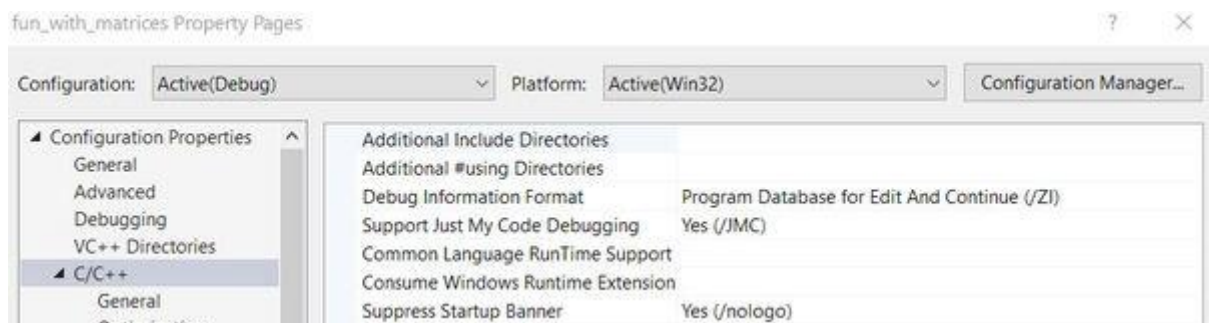 fun_with_matrices Property Pages ? ×
Configuration: Active(Debug) Platform: Active(Win32) Configuration Manager...
Configuration Properties
General
Advanced
Debugging
VC++ Directories
C/C++
General
Additional Include Directories
Additional #using Directories
Debug Information Format Program Database for Edit And Continue (/ZI)
Support Just My Code Debugging Yes (/JMC)
Common Language RunTime Support
Consume Windows Runtime Extension
Suppress Startup Banner Yes (/nologo)